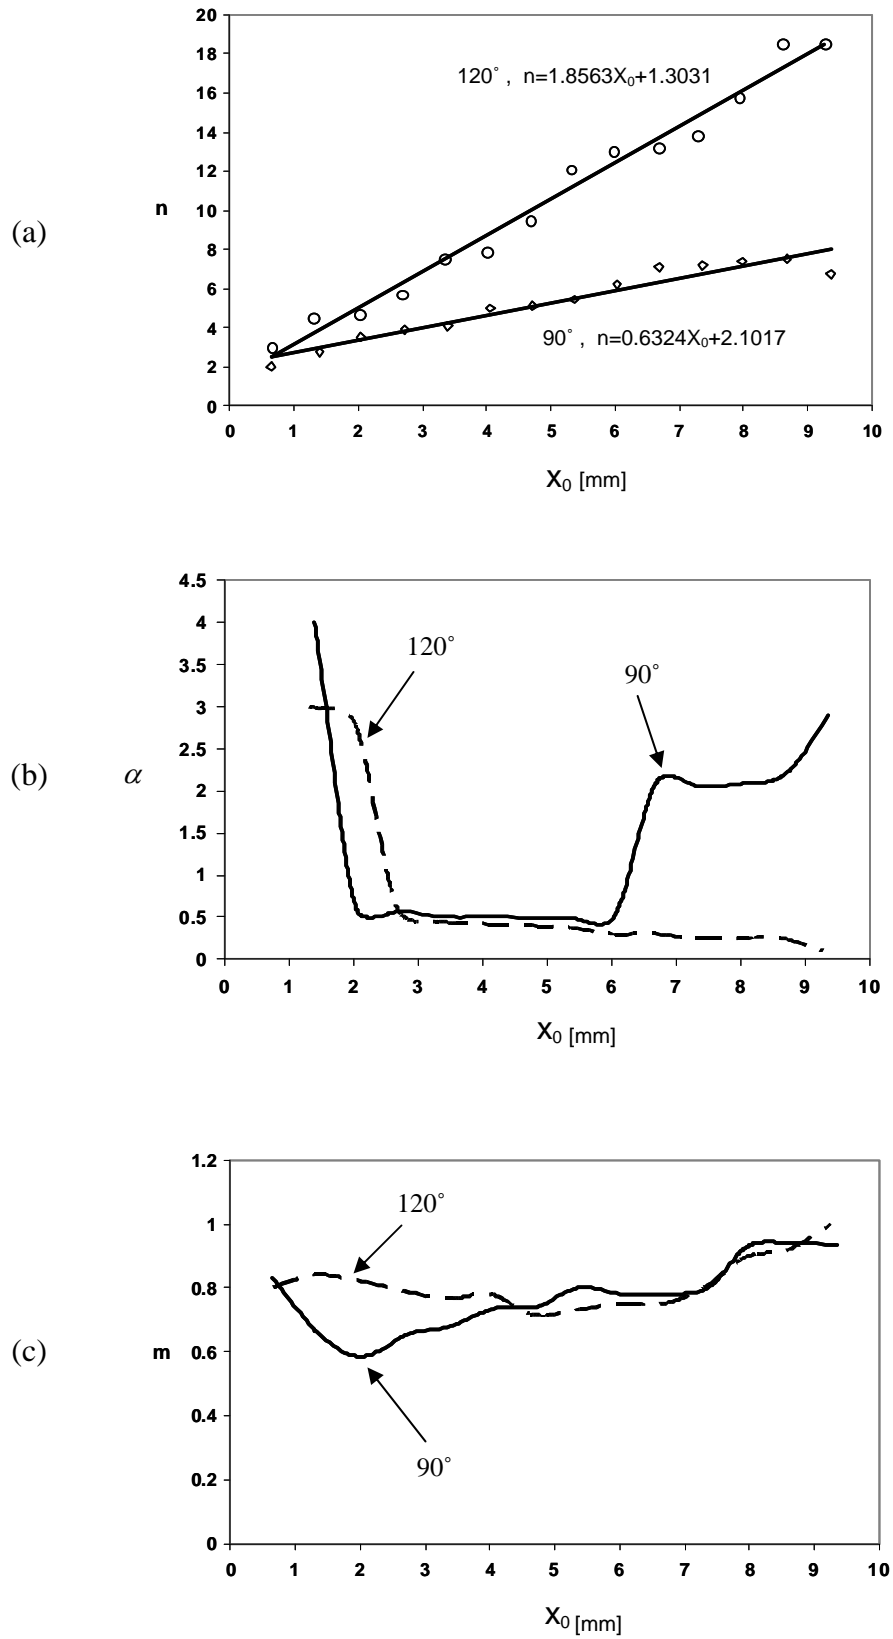 20
18
120°, n=1.8563X₀+1.3031
16
14
12
(a)
n
10
8
6
90°, n=0.6324X₀+2.1017
4
2
0
0 1 2 3 4 5 6 7 8 9 10
X₀ [mm]
4.5
4
120°
3.5
90°
3
2.5
(b)
α
2
1.5
1
0.5
0
0 1 2 3 4 5 6 7 8 9 10
X₀ [mm]
1.2
120°
1
0.8
(c)
m
0.6
0.4
90°
0.2
0
0 1 2 3 4 5 6 7 8 9 10
X₀ [mm]